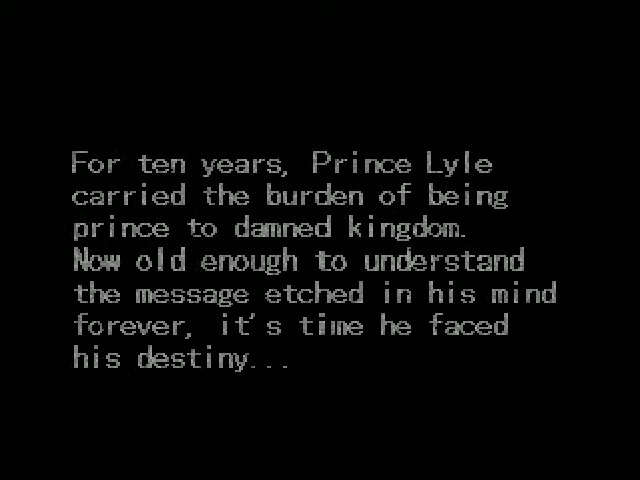 For ten years, Prince Lyle
carried the burden of being
prince to damned kingdom.
Now old enough to understand
the message etched in his mind
forever, it's time he faced
his destiny...